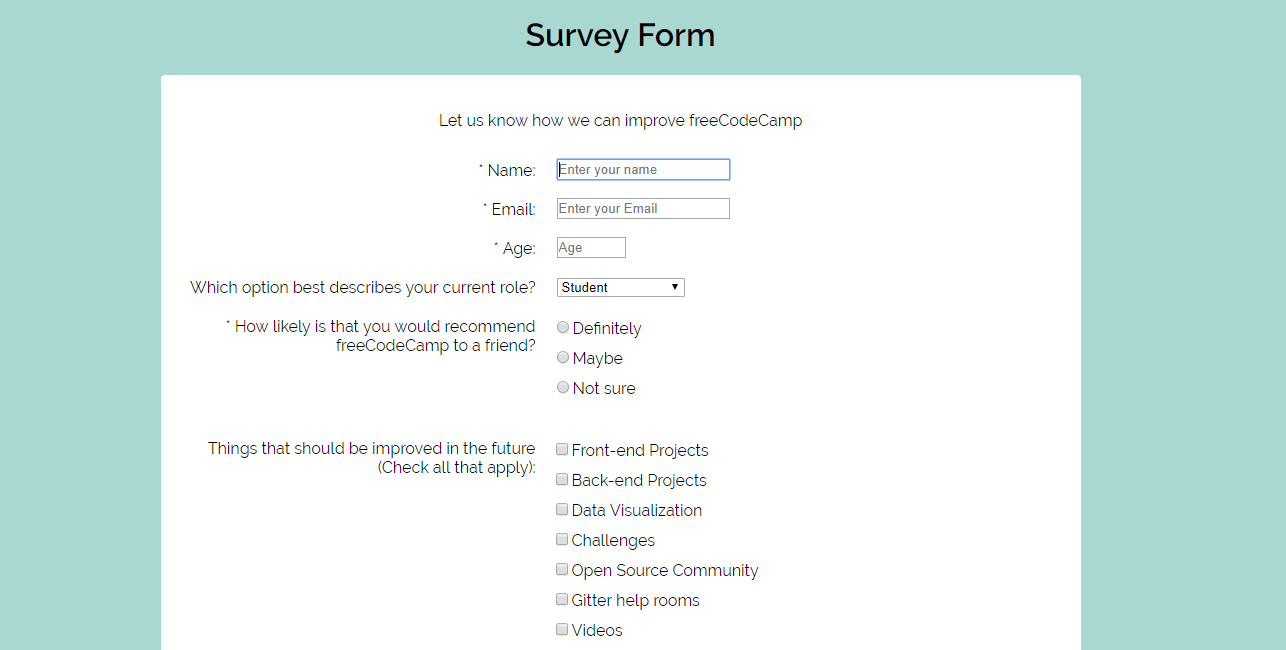 Survey Form
Let us know how we can improve freeCodeCamp
* Name: Enter your name
* Email: Enter your Email
* Age: Age
Which option best describes your current role? Student
* How likely is that you would recommend
freeCodeCamp to a friend?
Definitely
Maybe
Not sure
Things that should be improved in the future
(Check all that apply):
Front-end Projects
Back-end Projects
Data Visualization
Challenges
Open Source Community
Gitter help rooms
Videos